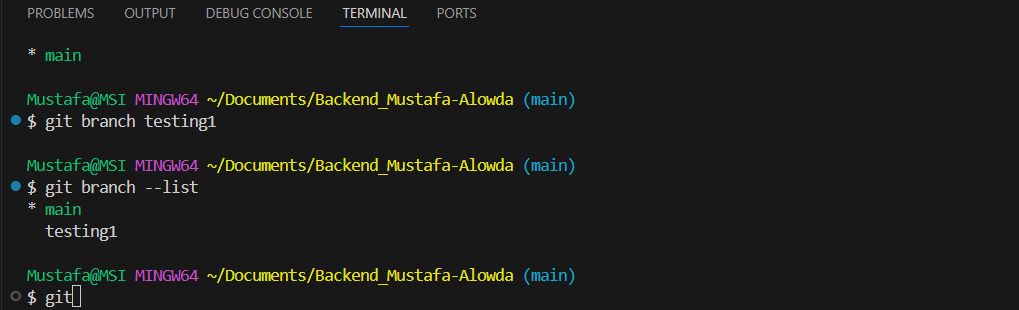 PROBLEMS OUTPUT DEBUG CONSOLE TERMINAL PORTS
* main
Mustafa@MSI MINGW64 ~/Documents/Backend_Mustafa-Alowda (main)
$ git branch testing1
Mustafa@MSI MINGW64 ~/Documents/Backend_Mustafa-Alowda (main)
$ git branch --list
* main
testing1
Mustafa@MSI MINGW64 ~/Documents/Backend_Mustafa-Alowda (main)
$ git